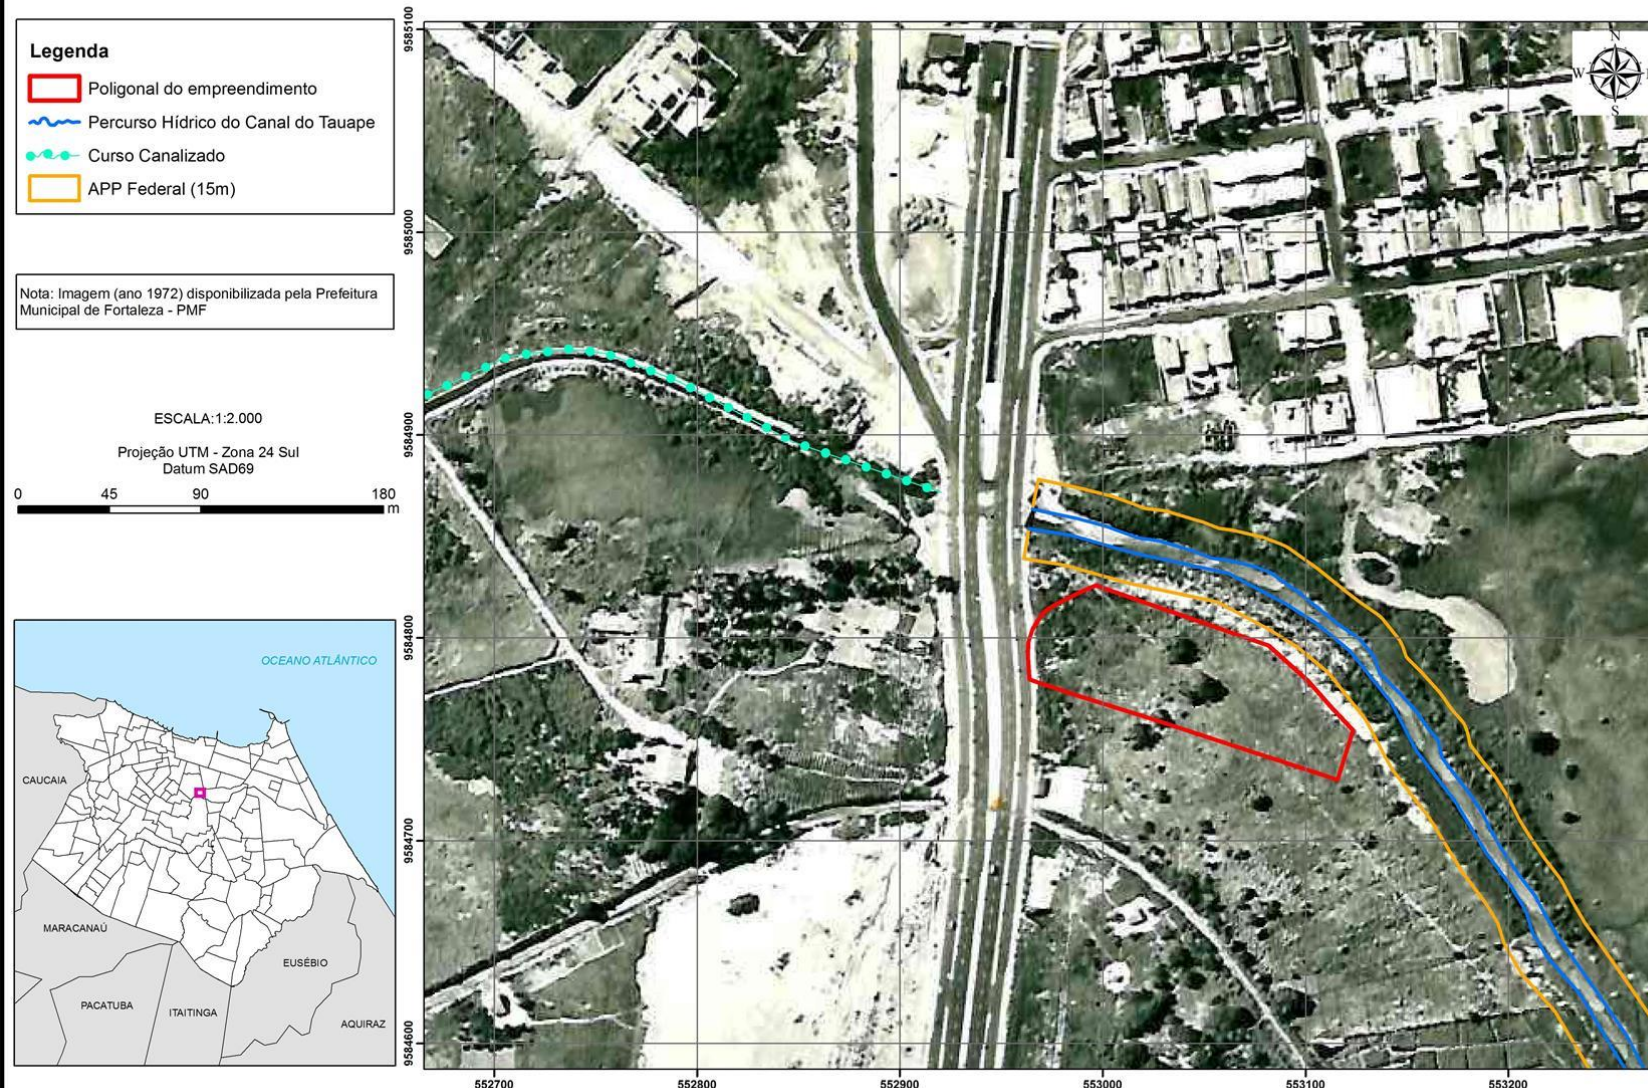 Legenda
Poligonal do empreendimento
Percurso Hídrico do Canal do Tauape
Curso Canalizado
APP Federal (15m)
Nota: Imagem (ano 1972) disponibilizada pela Prefeitura
Municipal de Fortaleza - PMF
ESCALA:1:2.000
Projeção UTM - Zona 24 Sul
Datum SAD69
0 45 90 180
m
OCEANO ATLÂNTICO
CAUCAIA
MARACANAÚ
EUSÉBIO
PACATUBA
ITAITINGA
AQUIRAZ
9585100
9585000
9584900
9584800
9584700
9584600
N
W
S
552700 552800 552900 553000 553100 553200